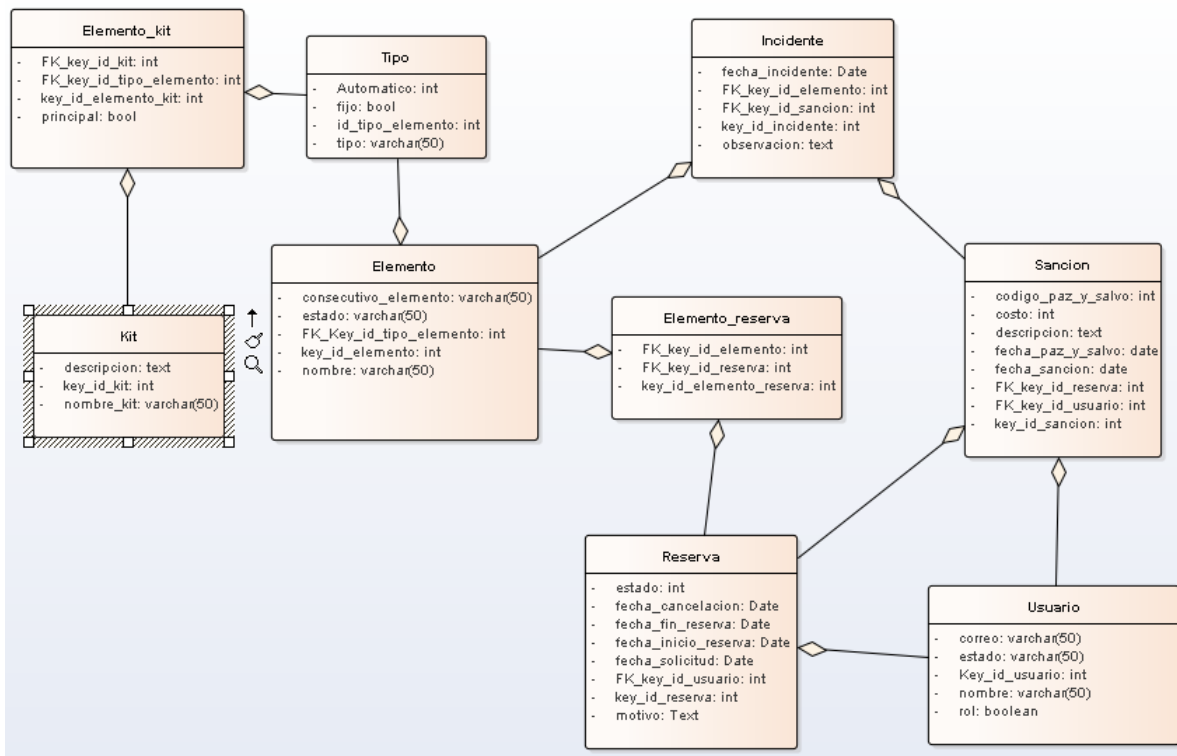 Elemento_kit
- FK_key_id_kit: int
- FK_key_id_tipo_elemento: int
- key_id_elemento_kit: int
- principal: bool
Tipo
- Automatico: int
- fijo: bool
- id_tipo_elemento: int
- tipo: varchar(50)
Incidente
- fecha_incidente: Date
- FK_key_id_elemento: int
- FK_key_id_sancion: int
- key_id_incidente: int
- observacion: text
Elemento
- consecutivo_elemento: varchar(50)
- estado: varchar(50)
- FK_Key_id_tipo_elemento: int
- key_id_elemento: int
- nombre: varchar(50)
Sancion
- codigo_paz_y_salvo: int
- costo: int
- descripcion: text
- fecha_paz_y_salvo: date
- fecha_sancion: date
- FK_key_id_reserva: int
- FK_key_id_usuario: int
- key_id_sancion: int
Kit
- descripcion: text
- key_id_kit: int
- nombre_kit: varchar(50)
Elemento_reserva
- FK_key_id_elemento: int
- FK_key_id_reserva: int
- key_id_elemento_reserva: int
Reserva
- estado: int
- fecha_cancelacion: Date
- fecha_fin_reserva: Date
- fecha_inicio_reserva: Date
- fecha_solicitud: Date
- FK_key_id_usuario: int
- key_id_reserva: int
- motivo: Text
Usuario
- correo: varchar(50)
- estado: varchar(50)
- Key_id_usuario: int
- nombre: varchar(50)
- rol: boolean